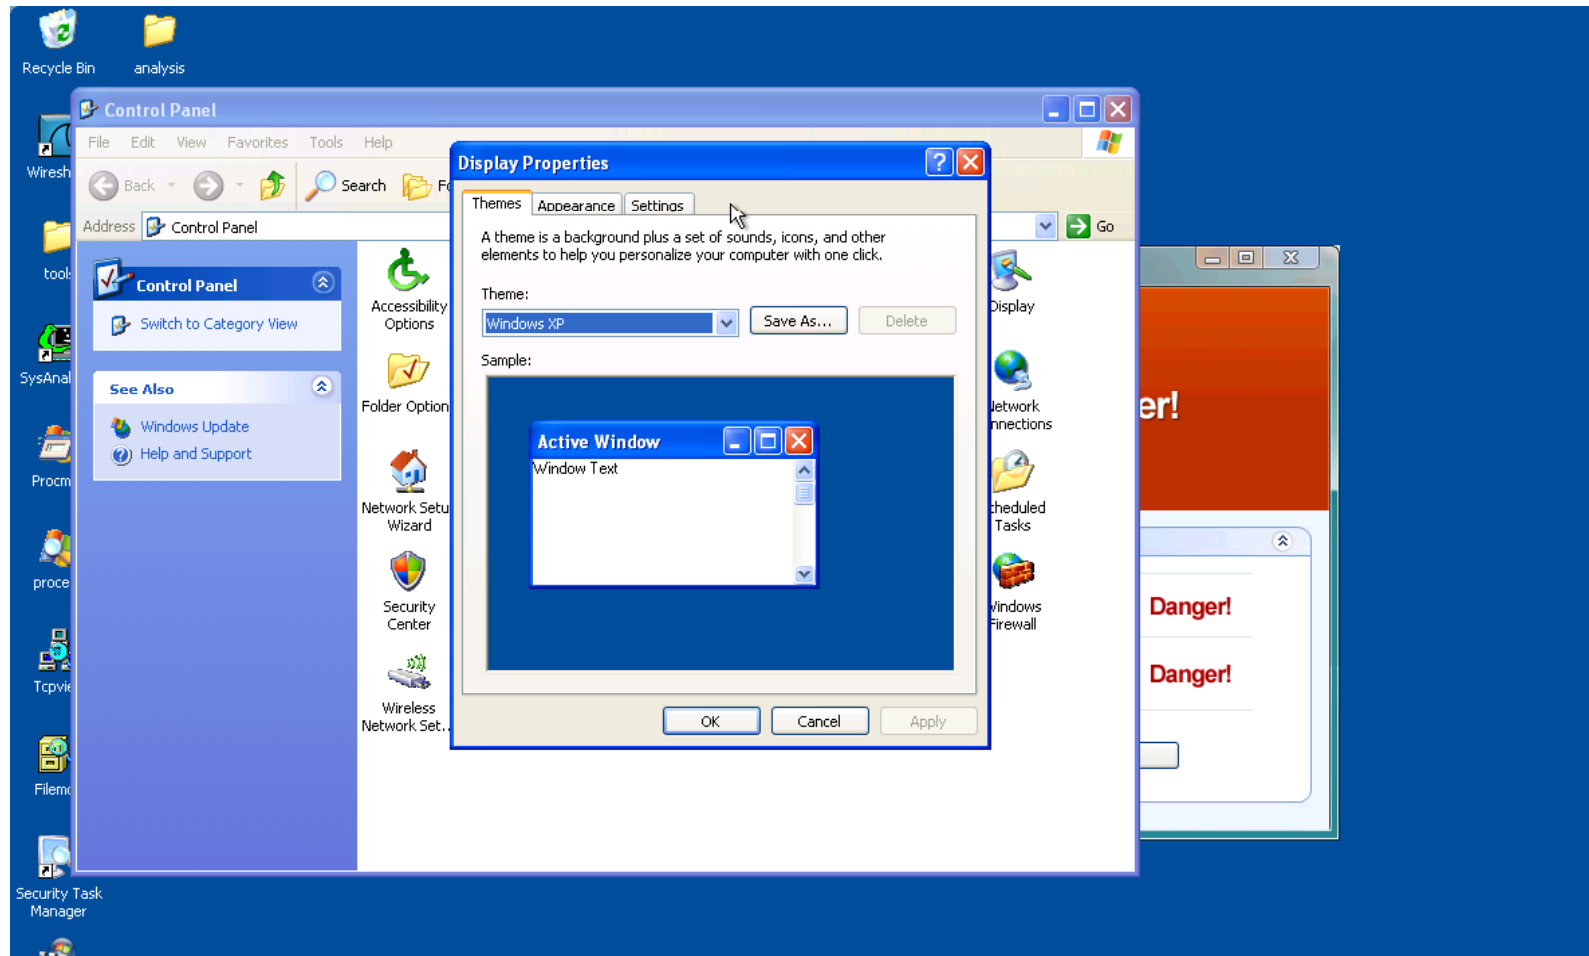 Recycle Bin
analysis
Control Panel
File Edit View Favorites Tools Help
Back
Search
Address Control Panel
Go
Control Panel
Switch to Category View
See Also
Windows Update
Help and Support
Accessibility
Options
Folder Option
Network Setu
Wizard
Security
Center
Wireless
Network Set..
Display Properties
Themes Appearance Settings
A theme is a background plus a set of sounds, icons, and other
elements to help you personalize your computer with one click.
Theme:
Windows XP
Save As...
Delete
Sample:
Active Window
Window Text
OK
Cancel
Apply
Display
etwork
nnections
heduled
Tasks
indows
Firewall
er!
Danger!
Danger!
Wiresh
tool
SysAnal
Procm
proce
Tcpvie
Filem
Security Task
Manager